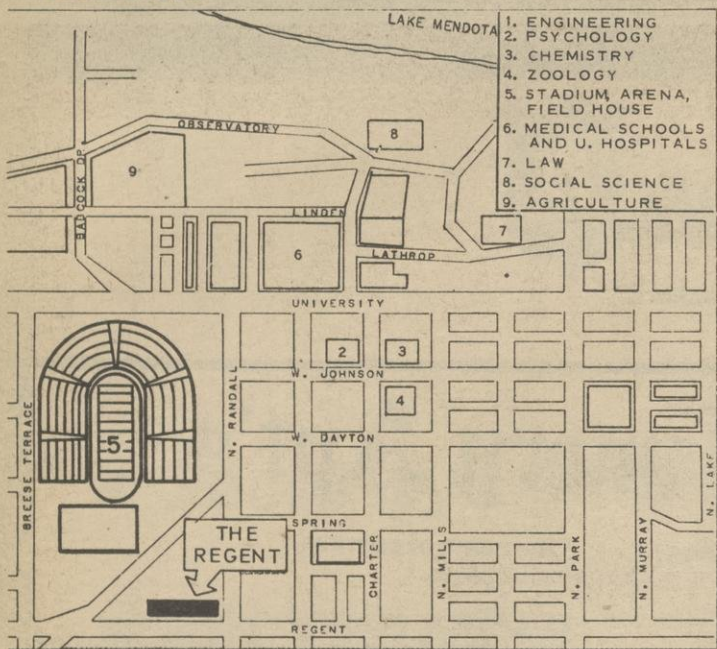 LAKE MENDOTA
1. ENGINEERING
2. PSYCHOLOGY
3. CHEMISTRY
4. ZOOLOGY
5. STADIUM, ARENA,
FIELD HOUSE
6. MEDICAL SCHOOLS
AND U. HOSPITALS
7. LAW
8. SOCIAL SCIENCE
9. AGRICULTURE
OBSERVATORY
8
9
BABCOCK DR
LINDEN
7
6
LATHROP
UNIVERSITY
2
3
W. JOHNSON
N. RANDALL
4
BREESE TERRACE
5
W. DAYTON
N. LAKE
SPRING
THE
REGENT
CHARTER
N. MILLS
N. PARK
N. MURRAY
REGENT